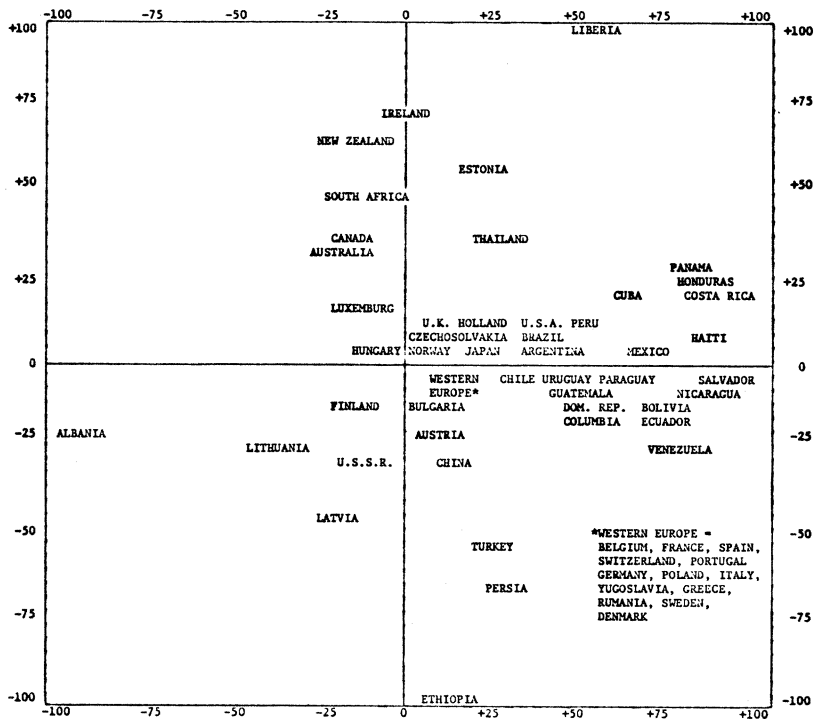 -100 -75 -50 -25 0 +25 +50 +75 +100
+100 LIBERIA +100
+75 +75
IRELAND
NEW ZEALAND
ESTONIA
+50 +50
SOUTH AFRICA
CANADA THAILAND
AUSTRALIA
PANAMA
+25 HONDURAS +25
CUBA COSTA RICA
LUXEMBURG
U.K. HOLLAND U.S.A. PERU
CZECHOSOLVAKIA BRAZIL HAITI
HUNGARY NORWAY JAPAN ARGENTINA MEXICO
0 0
WESTERN CHILE URUGUAY PARAGUAY SALVADOR
EUROPE* GUATEMALA NICARAGUA
FINLAND BULGARIA DOM. REP. BOLIVIA
COLUMBIA ECUADOR
-25 ALBANIA AUSTRIA -25
LITHUANIA VENEZUELA
U.S.S.R. CHINA
LATVIA
-50 *WESTERN EUROPE = -50
TURKEY BELGIUM, FRANCE, SPAIN,
SWITZERLAND, PORTUGAL
GERMANY, POLAND, ITALY,
PERSIA YUGOSLAVIA, GREECE,
RUMANIA, SWEDEN,
-75 DENMARK -75
-100 ETHIOPIA -100
-100 -75 -50 -25 0 +25 +50 +75 +100